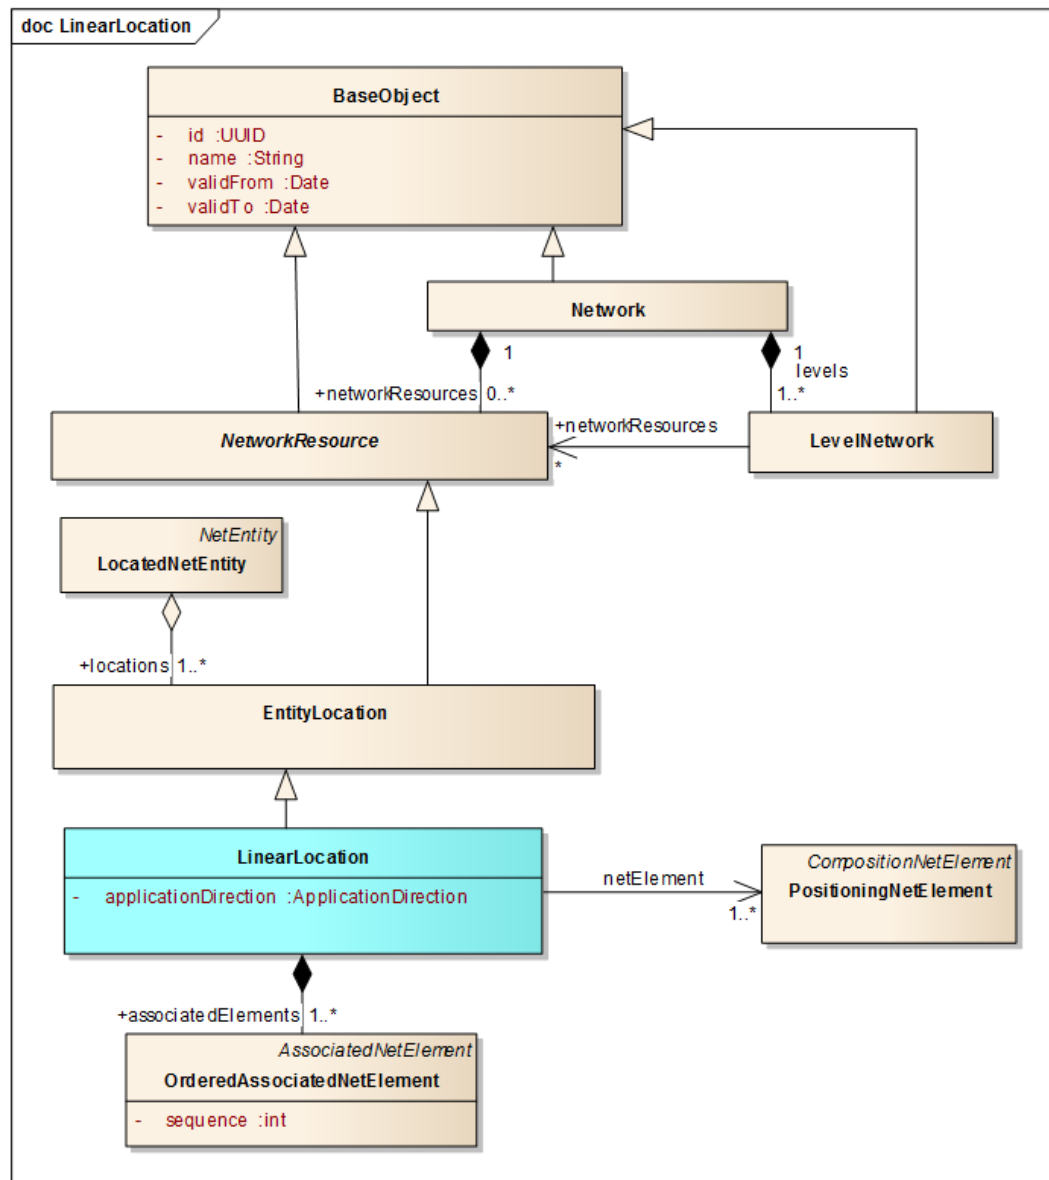 doc LinearLocation
BaseObject
- id :UUID
- name :String
- validFrom :Date
- validTo :Date
Network
1
1
levels
+networkResources 0..*
1..*
NetworkResource
+networkResources
*
LevelNetwork
NetEntity
LocatedNetEntity
+locations 1..*
EntityLocation
LinearLocation
- applicationDirection :ApplicationDirection
netElement
1..*
CompositionNetElement
PositioningNetElement
+associatedElements 1..*
AssociatedNetElement
OrderedAssociatedNetElement
- sequence :int